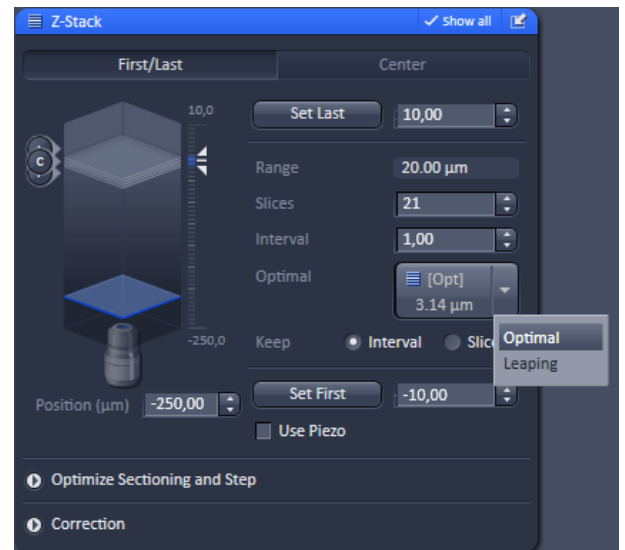 Z-Stack ✓ Show all
First/Last Center
10,0
Set Last 10,00
C
Range 20.00 µm
Slices 21
Interval 1,00
Optimal [Opt]
3.14 µm
Optimal
Leaping
-250,0
Keep Interval Slic
Set First -10,00
Position (µm) -250,00
Use Piezo
Optimize Sectioning and Step
Correction